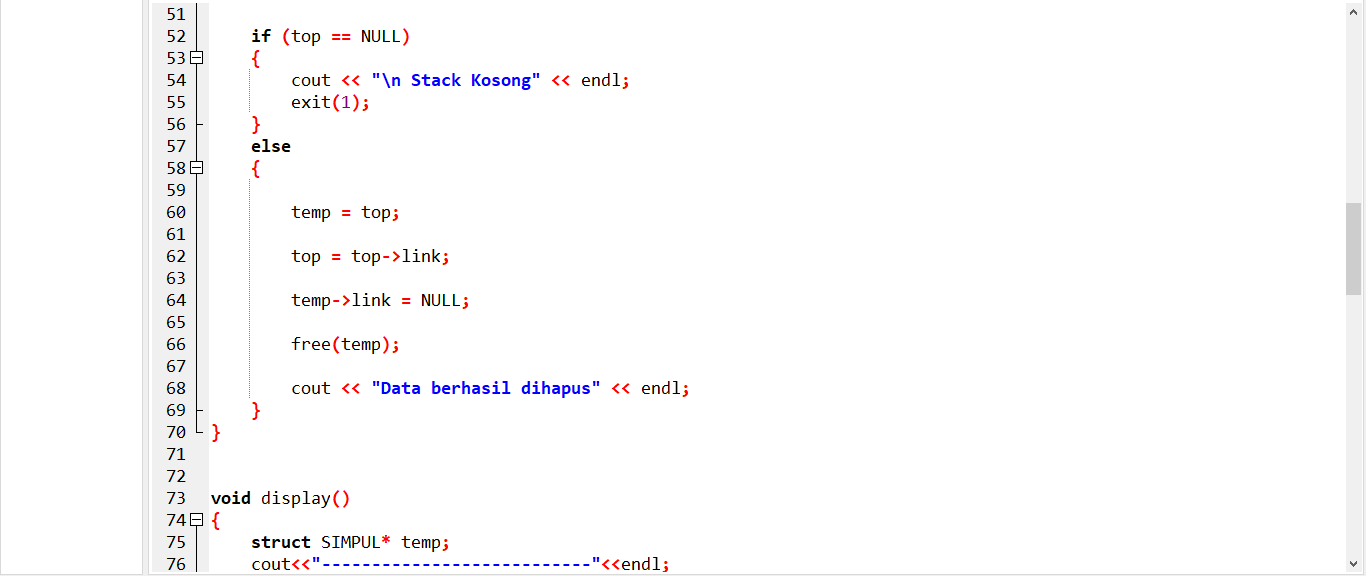 51
52 if (top == NULL)
53 {
54 cout << "\n Stack Kosong" << endl;
55 exit(1);
56 }
57 else
58 {
59
60 temp = top;
61
62 top = top->link;
63
64 temp->link = NULL;
65
66 free(temp);
67
68 cout << "Data berhasil dihapus" << endl;
69 }
70 }
71
72
73 void display()
74 {
75 struct SIMPUL* temp;
76 cout<<"---------------------------"<<endl;